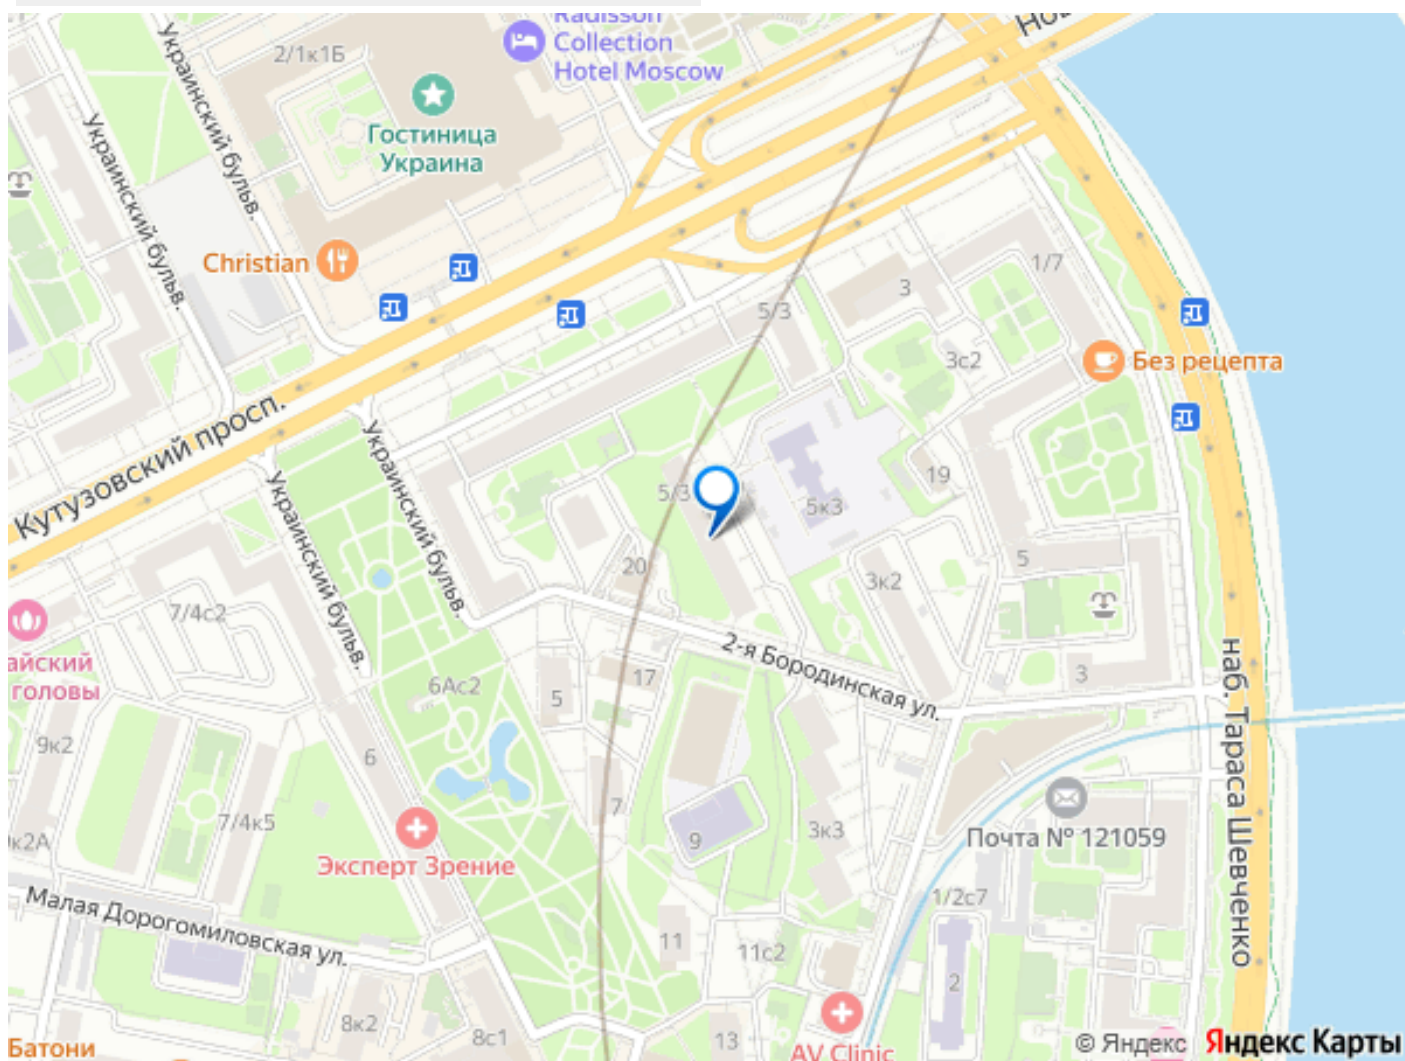 Radisson
Collection
Hotel Moscow
Нов
2/1к1Б
Украинский бульв.
Украинский бульв.
Гостиница
Украина
Christian
1/7
3
5/3
3с2
Без рецепта
Кутузовский просп.
Украинский бульв.
Украинский бульв.
5/3
5к3
19
20
3к2
5
7/4с2
айский
головы
2-я Бородинская ул.
17
3
6Ас2
5
наб. Тараса Шевченко
9к2
6
7
7/4к5
9
3к3
Почта № 121059
к2А
Эксперт Зрение
Малая Дорогомиловская ул.
1/2с7
11
11с2
2
8к2
8с1
13
Батони
AV Clinic
© Яндекс Яндекс Карты